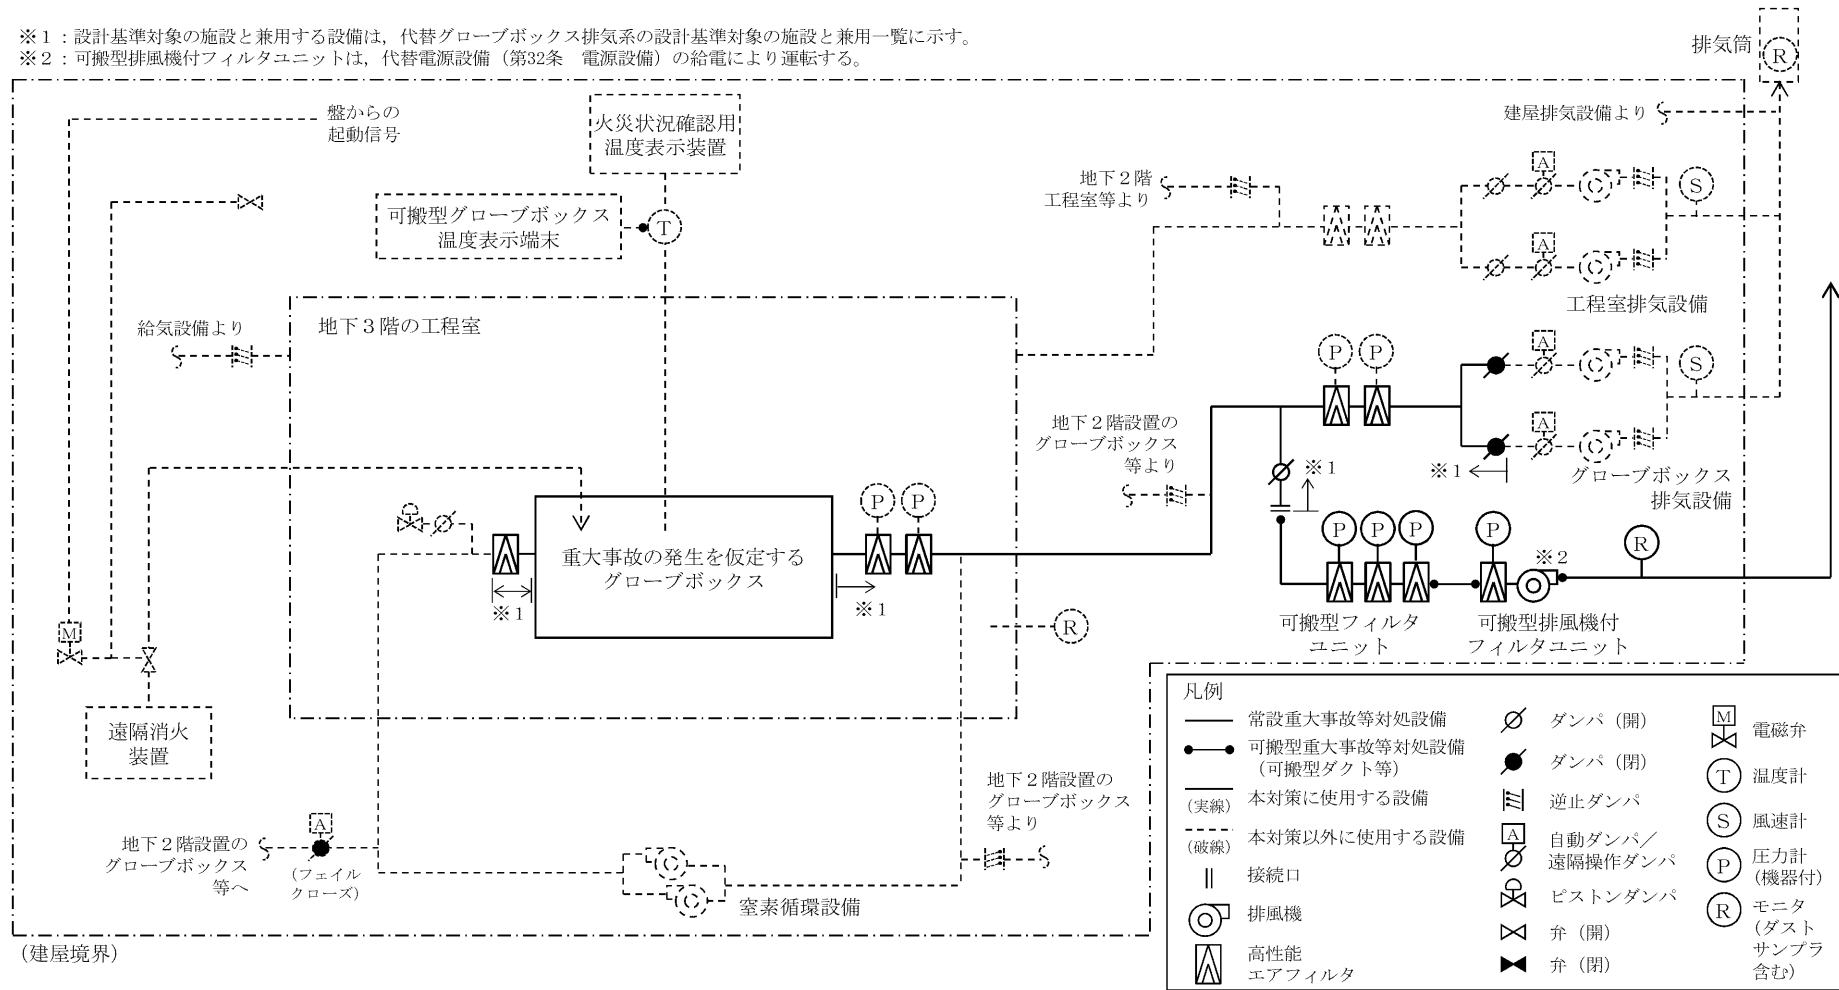 ※１：設計基準対象の施設と兼用する設備は，代替グローブボックス排気系の設計基準対象の施設と兼用一覧に示す。
※２：可搬型排風機付フィルタユニットは，代替電源設備（第32条　電源設備）の給電により運転する。
排気筒
R
盤からの
起動信号
火災状況確認用
温度表示装置
建屋排気設備より
可搬型グローブボックス
温度表示端末
T
地下２階
工程室等より
A
S
A
工程室排気設備
給気設備より
地下３階の工程室
P
P
A
S
A
地下２階設置の
グローブボックス
等より
※１
※１
グローブボックス
排気設備
P
P
重大事故の発生を仮定する
グローブボックス
※１
※１
P
P
P
P
※２
R
可搬型フィルタ
ユニット
可搬型排風機付
フィルタユニット
R
M
遠隔消火
装置
地下２階設置の
グローブボックス
等より
地下２階設置の
グローブボックス
等へ
A
（フェイル
クローズ）
窒素循環設備
（建屋境界）
凡例
常設重大事故等対処設備
可搬型重大事故等対処設備
（可搬型ダクト等）
（実線）
本対策に使用する設備
（破線）
本対策以外に使用する設備
接続口
排風機
高性能
エアフィルタ
ダンパ（開）
ダンパ（閉）
逆止ダンパ
A
自動ダンパ／
遠隔操作ダンパ
ピストンダンパ
弁（開）
弁（閉）
M
電磁弁
T
温度計
S
風速計
P
圧力計
（機器付）
R
モニタ
（ダスト
サンプラ
含む）